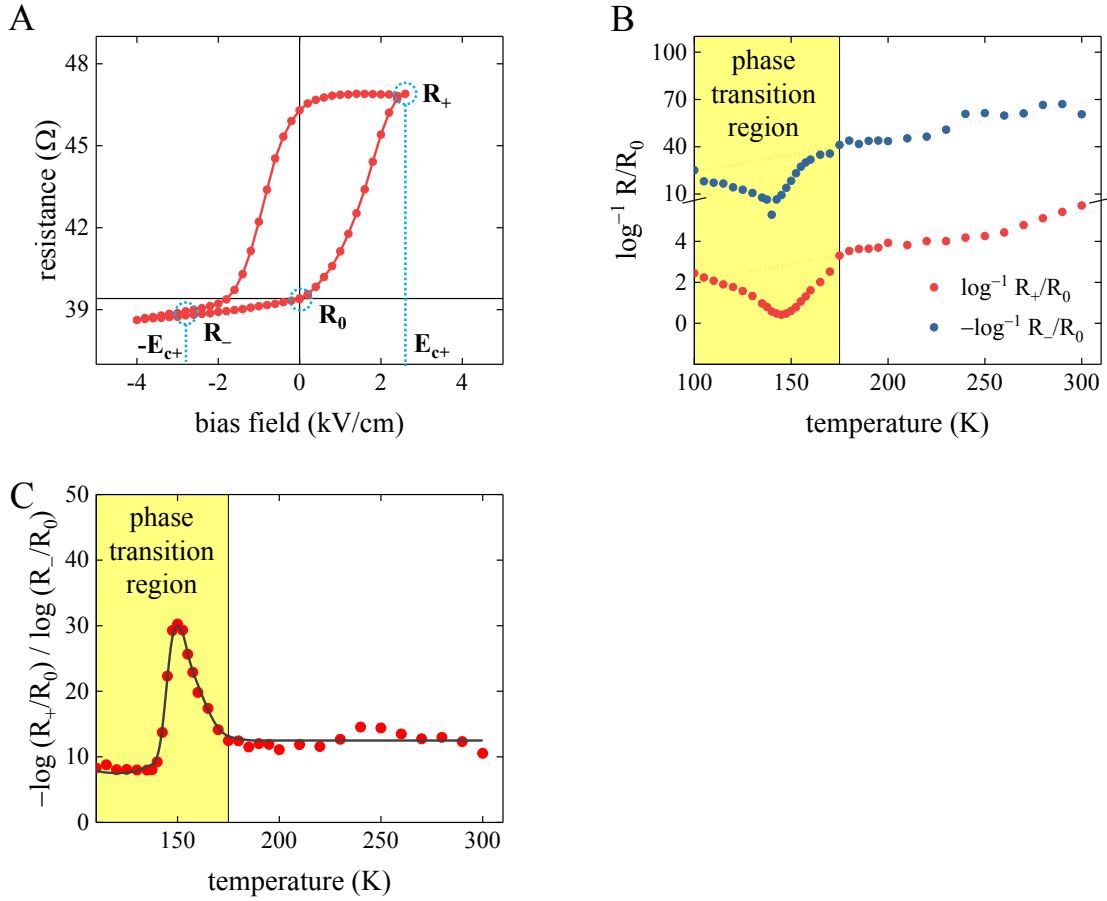 A
48
45
42
39
resistance (Ω)
R₊
R₀
R₋
-E_c+
E_c+
-4 -2 0 2 4
bias field (kV/cm)
B
100
70
40
10
4
2
0
log⁻¹ R/R₀
phase
transition
region
log⁻¹ R₊/R₀
−log⁻¹ R₋/R₀
100 150 200 250 300
temperature (K)
C
50
40
30
20
10
0
−log (R₊/R₀) / log (R₋/R₀)
phase
transition
region
150 200 250 300
temperature (K)